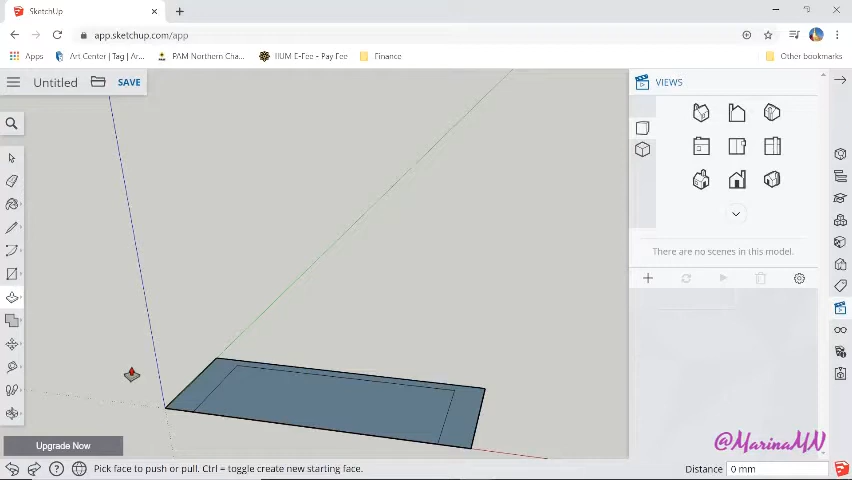 SketchUp
app.sketchup.com/app
Apps
Art Center | Tag | Ar...
PAM Northern Cha...
IIUM E-Fee - Pay Fee
Finance
Other bookmarks
Untitled
SAVE
VIEWS
There are no scenes in this model.
Upgrade Now
@MarinaMN
Pick face to push or pull. Ctrl = toggle create new starting face.
Distance
0 mm